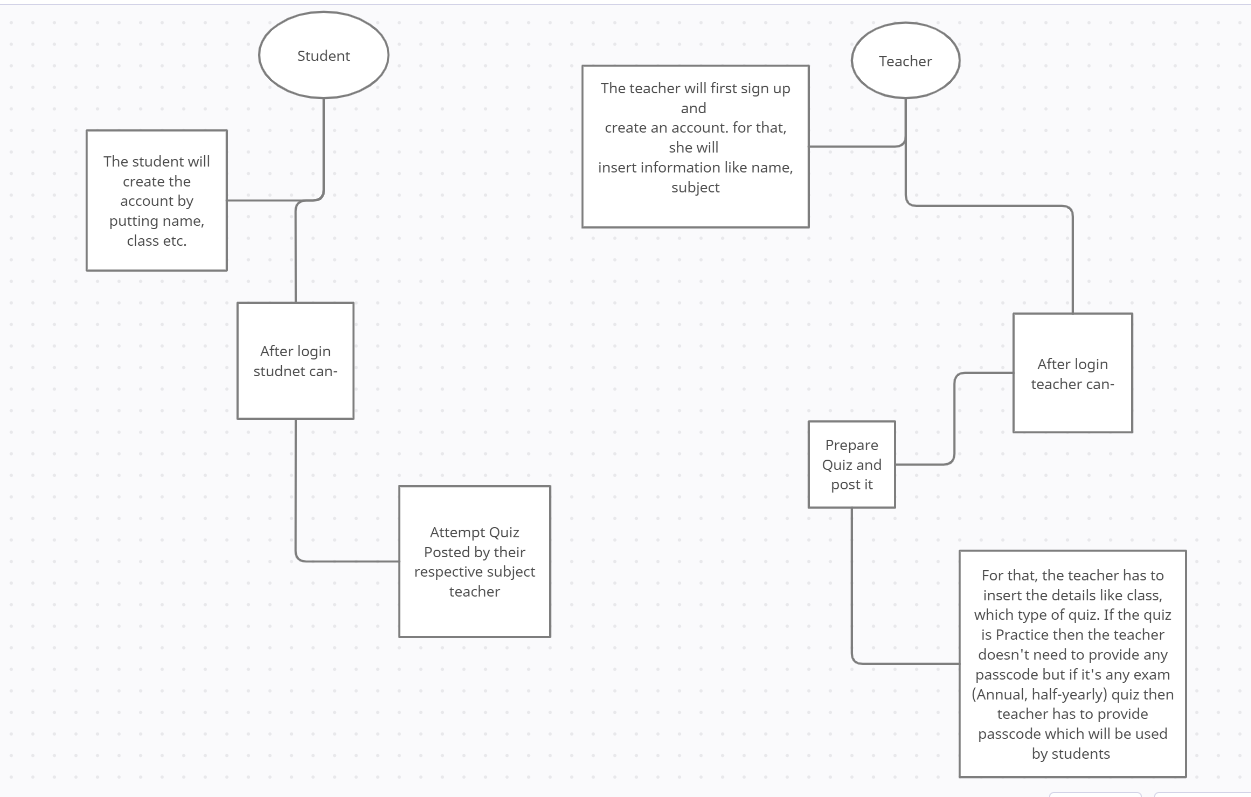 Student
The student will
create the
account by
putting name,
class etc.
After login
studnet can-
Attempt Quiz
Posted by their
respective subject
teacher
Teacher
The teacher will first sign up
and
create an account. for that,
she will
insert information like name,
subject
After login
teacher can-
Prepare
Quiz and
post it
For that, the teacher has to
insert the details like class,
which type of quiz. If the quiz
is Practice then the teacher
doesn't need to provide any
passcode but if it's any exam
(Annual, half-yearly) quiz then
teacher has to provide
passcode which will be used
by students